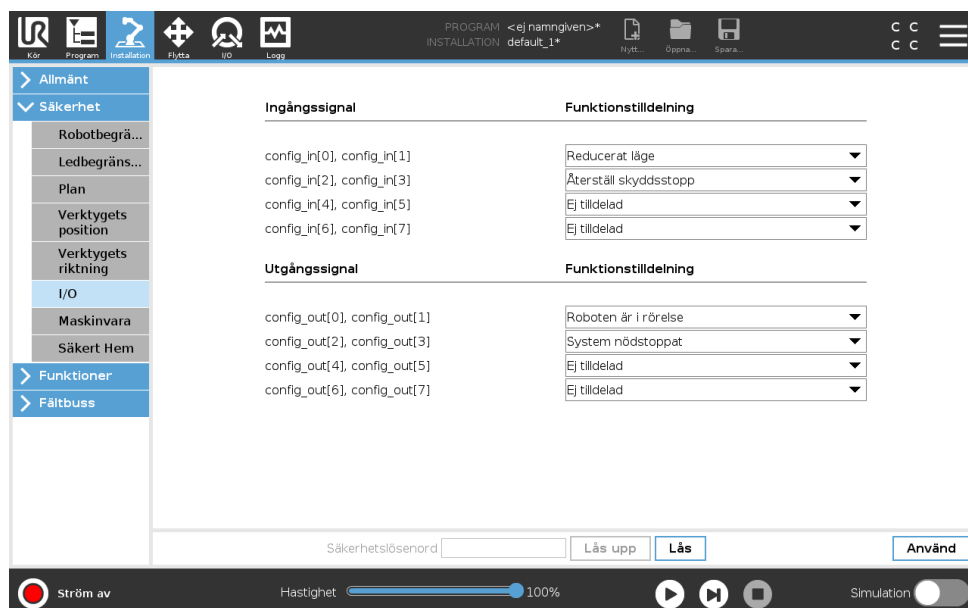 PROGRAM <ej namngiven>*
INSTALLATION default_1*
C C
C C
Kör Program Installation Flytta I/O Logg Nytt... Öppna... Spara...
Allmänt
Säkerhet
Robotbegrä...
Ledbegräns...
Plan
Verktygets
position
Verktygets
riktning
I/O
Maskinvara
Säkert Hem
Funktioner
Fältbuss
Ingångssignal Funktionstilldelning
config_in[0], config_in[1] Reducerat läge
config_in[2], config_in[3] Återställ skyddsstopp
config_in[4], config_in[5] Ej tilldelad
config_in[6], config_in[7] Ej tilldelad
Utgångssignal Funktionstilldelning
config_out[0], config_out[1] Roboten är i rörelse
config_out[2], config_out[3] System nödstoppat
config_out[4], config_out[5] Ej tilldelad
config_out[6], config_out[7] Ej tilldelad
Säkerhetslösenord Lås upp Lås Använd
Ström av Hastighet 100% Simulation